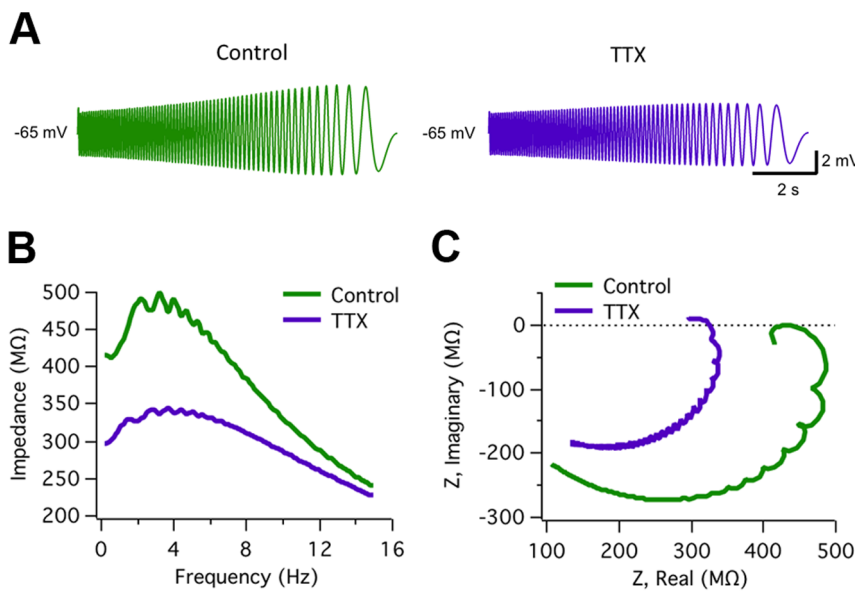 A
Control
TTX
-65 mV
-65 mV
2 mV
2 s
B
C
500
450
400
350
300
250
200
Control
TTX
Impedance (MΩ)
0 4 8 12 16
Frequency (Hz)
Control
TTX
0
-100
-200
-300
Z, Imaginary (MΩ)
100 200 300 400 500
Z, Real (MΩ)